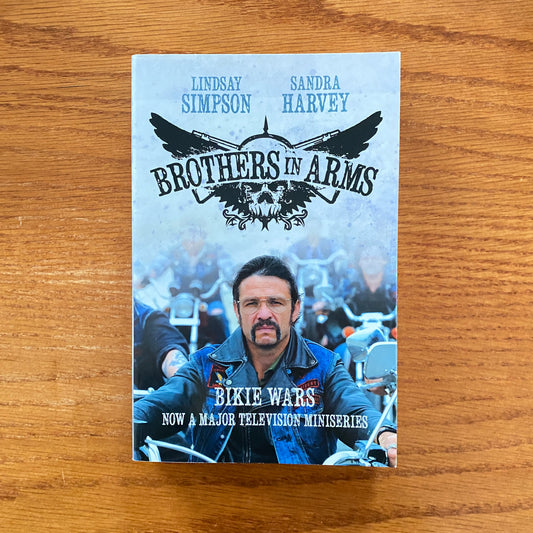 LINDSAY SANDRA
SIMPSON HARVEY
BROTHERS IN ARMS
BIKIE WARS
NOW A MAJOR TELEVISION MINISERIES